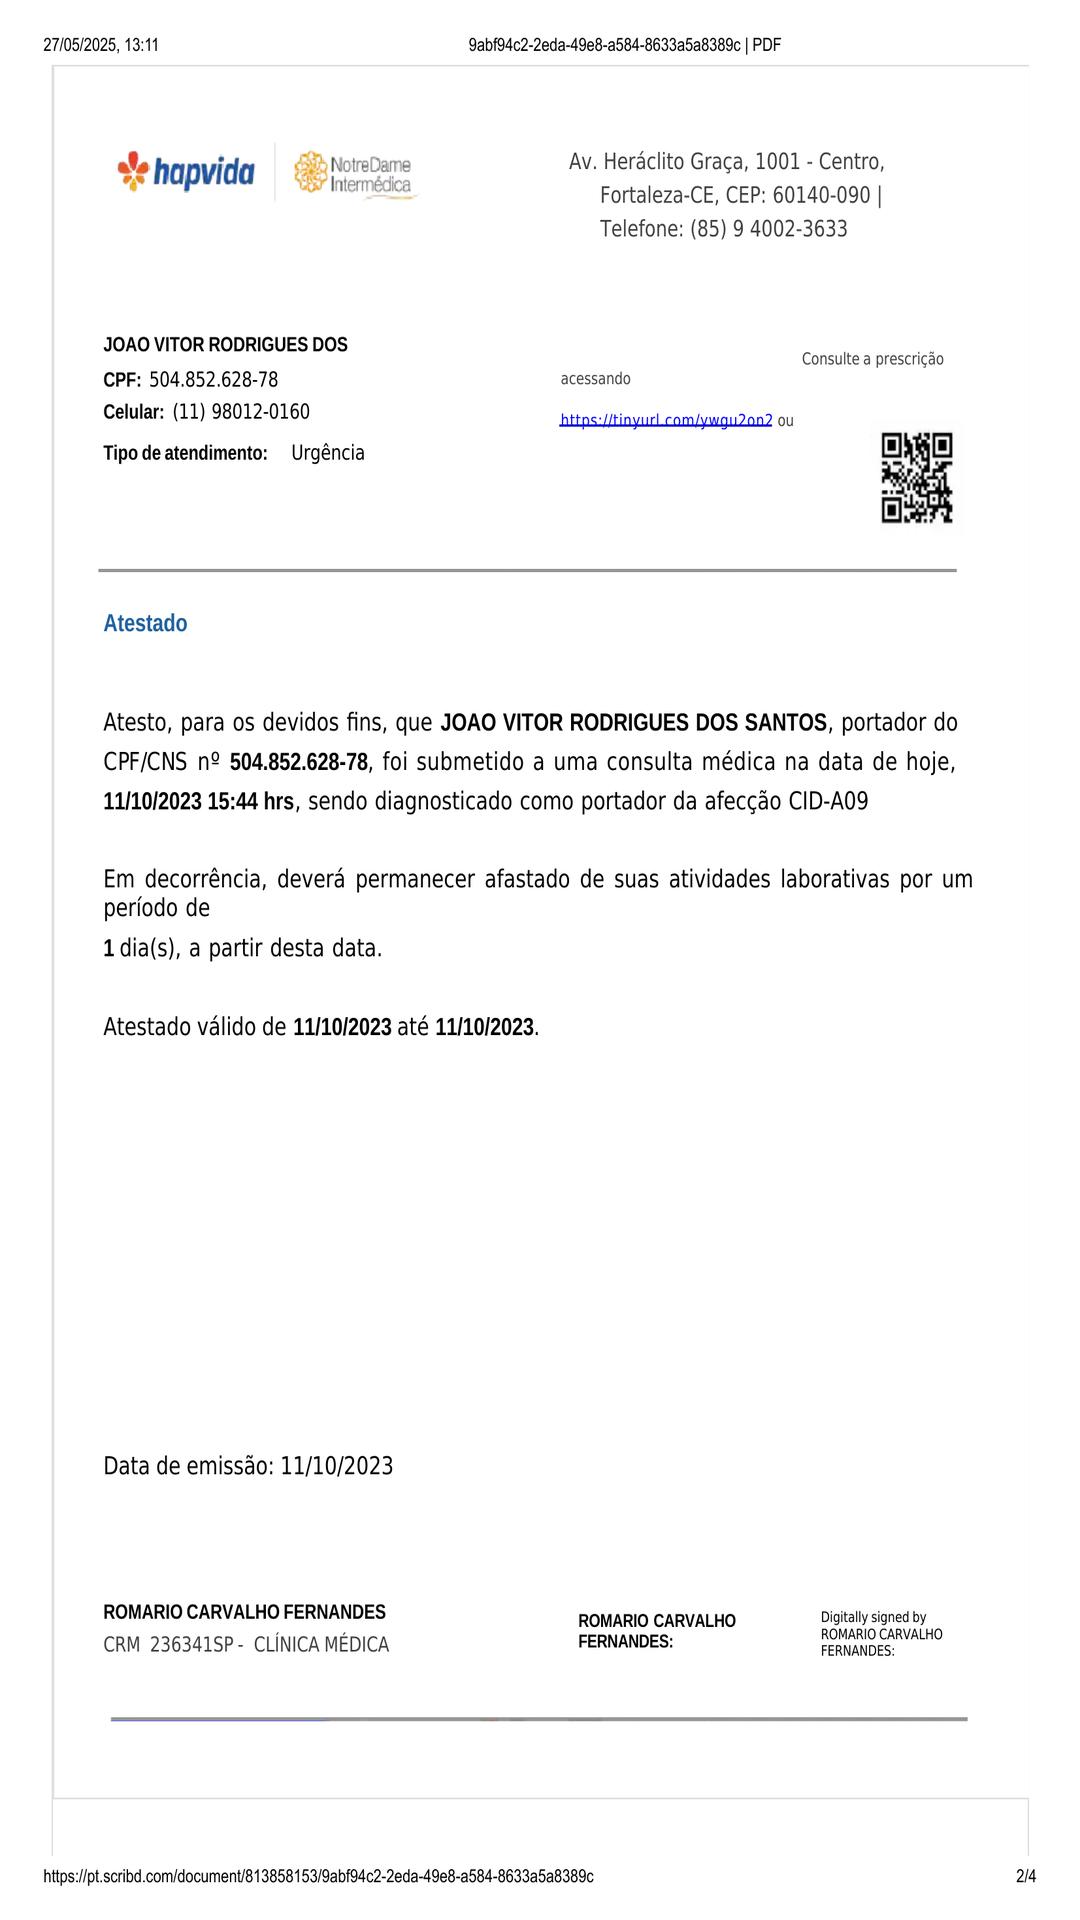 27/05/2025, 13:11 9abf94c2-2eda-49e8-a584-8633a5a8389c | PDF
hapvida NotreDame
Intermédica
Av. Heráclito Graça, 1001 - Centro,
Fortaleza-CE, CEP: 60140-090 |
Telefone: (85) 9 4002-3633
JOAO VITOR RODRIGUES DOS
CPF: 504.852.628-78
Celular: (11) 98012-0160
Tipo de atendimento: Urgência
Consulte a prescrição
acessando
https://tinyurl.com/ywgu2on2 ou
Atestado
Atesto, para os devidos fins, que JOAO VITOR RODRIGUES DOS SANTOS, portador do
CPF/CNS nº 504.852.628-78, foi submetido a uma consulta médica na data de hoje,
11/10/2023 15:44 hrs, sendo diagnosticado como portador da afecção CID-A09
Em decorrência, deverá permanecer afastado de suas atividades laborativas por um
período de
1 dia(s), a partir desta data.
Atestado válido de 11/10/2023 até 11/10/2023.
Data de emissão: 11/10/2023
ROMARIO CARVALHO FERNANDES
CRM 236341SP - CLÍNICA MÉDICA
ROMARIO CARVALHO
FERNANDES:
Digitally signed by
ROMARIO CARVALHO
FERNANDES:
https://pt.scribd.com/document/813858153/9abf94c2-2eda-49e8-a584-8633a5a8389c 2/4